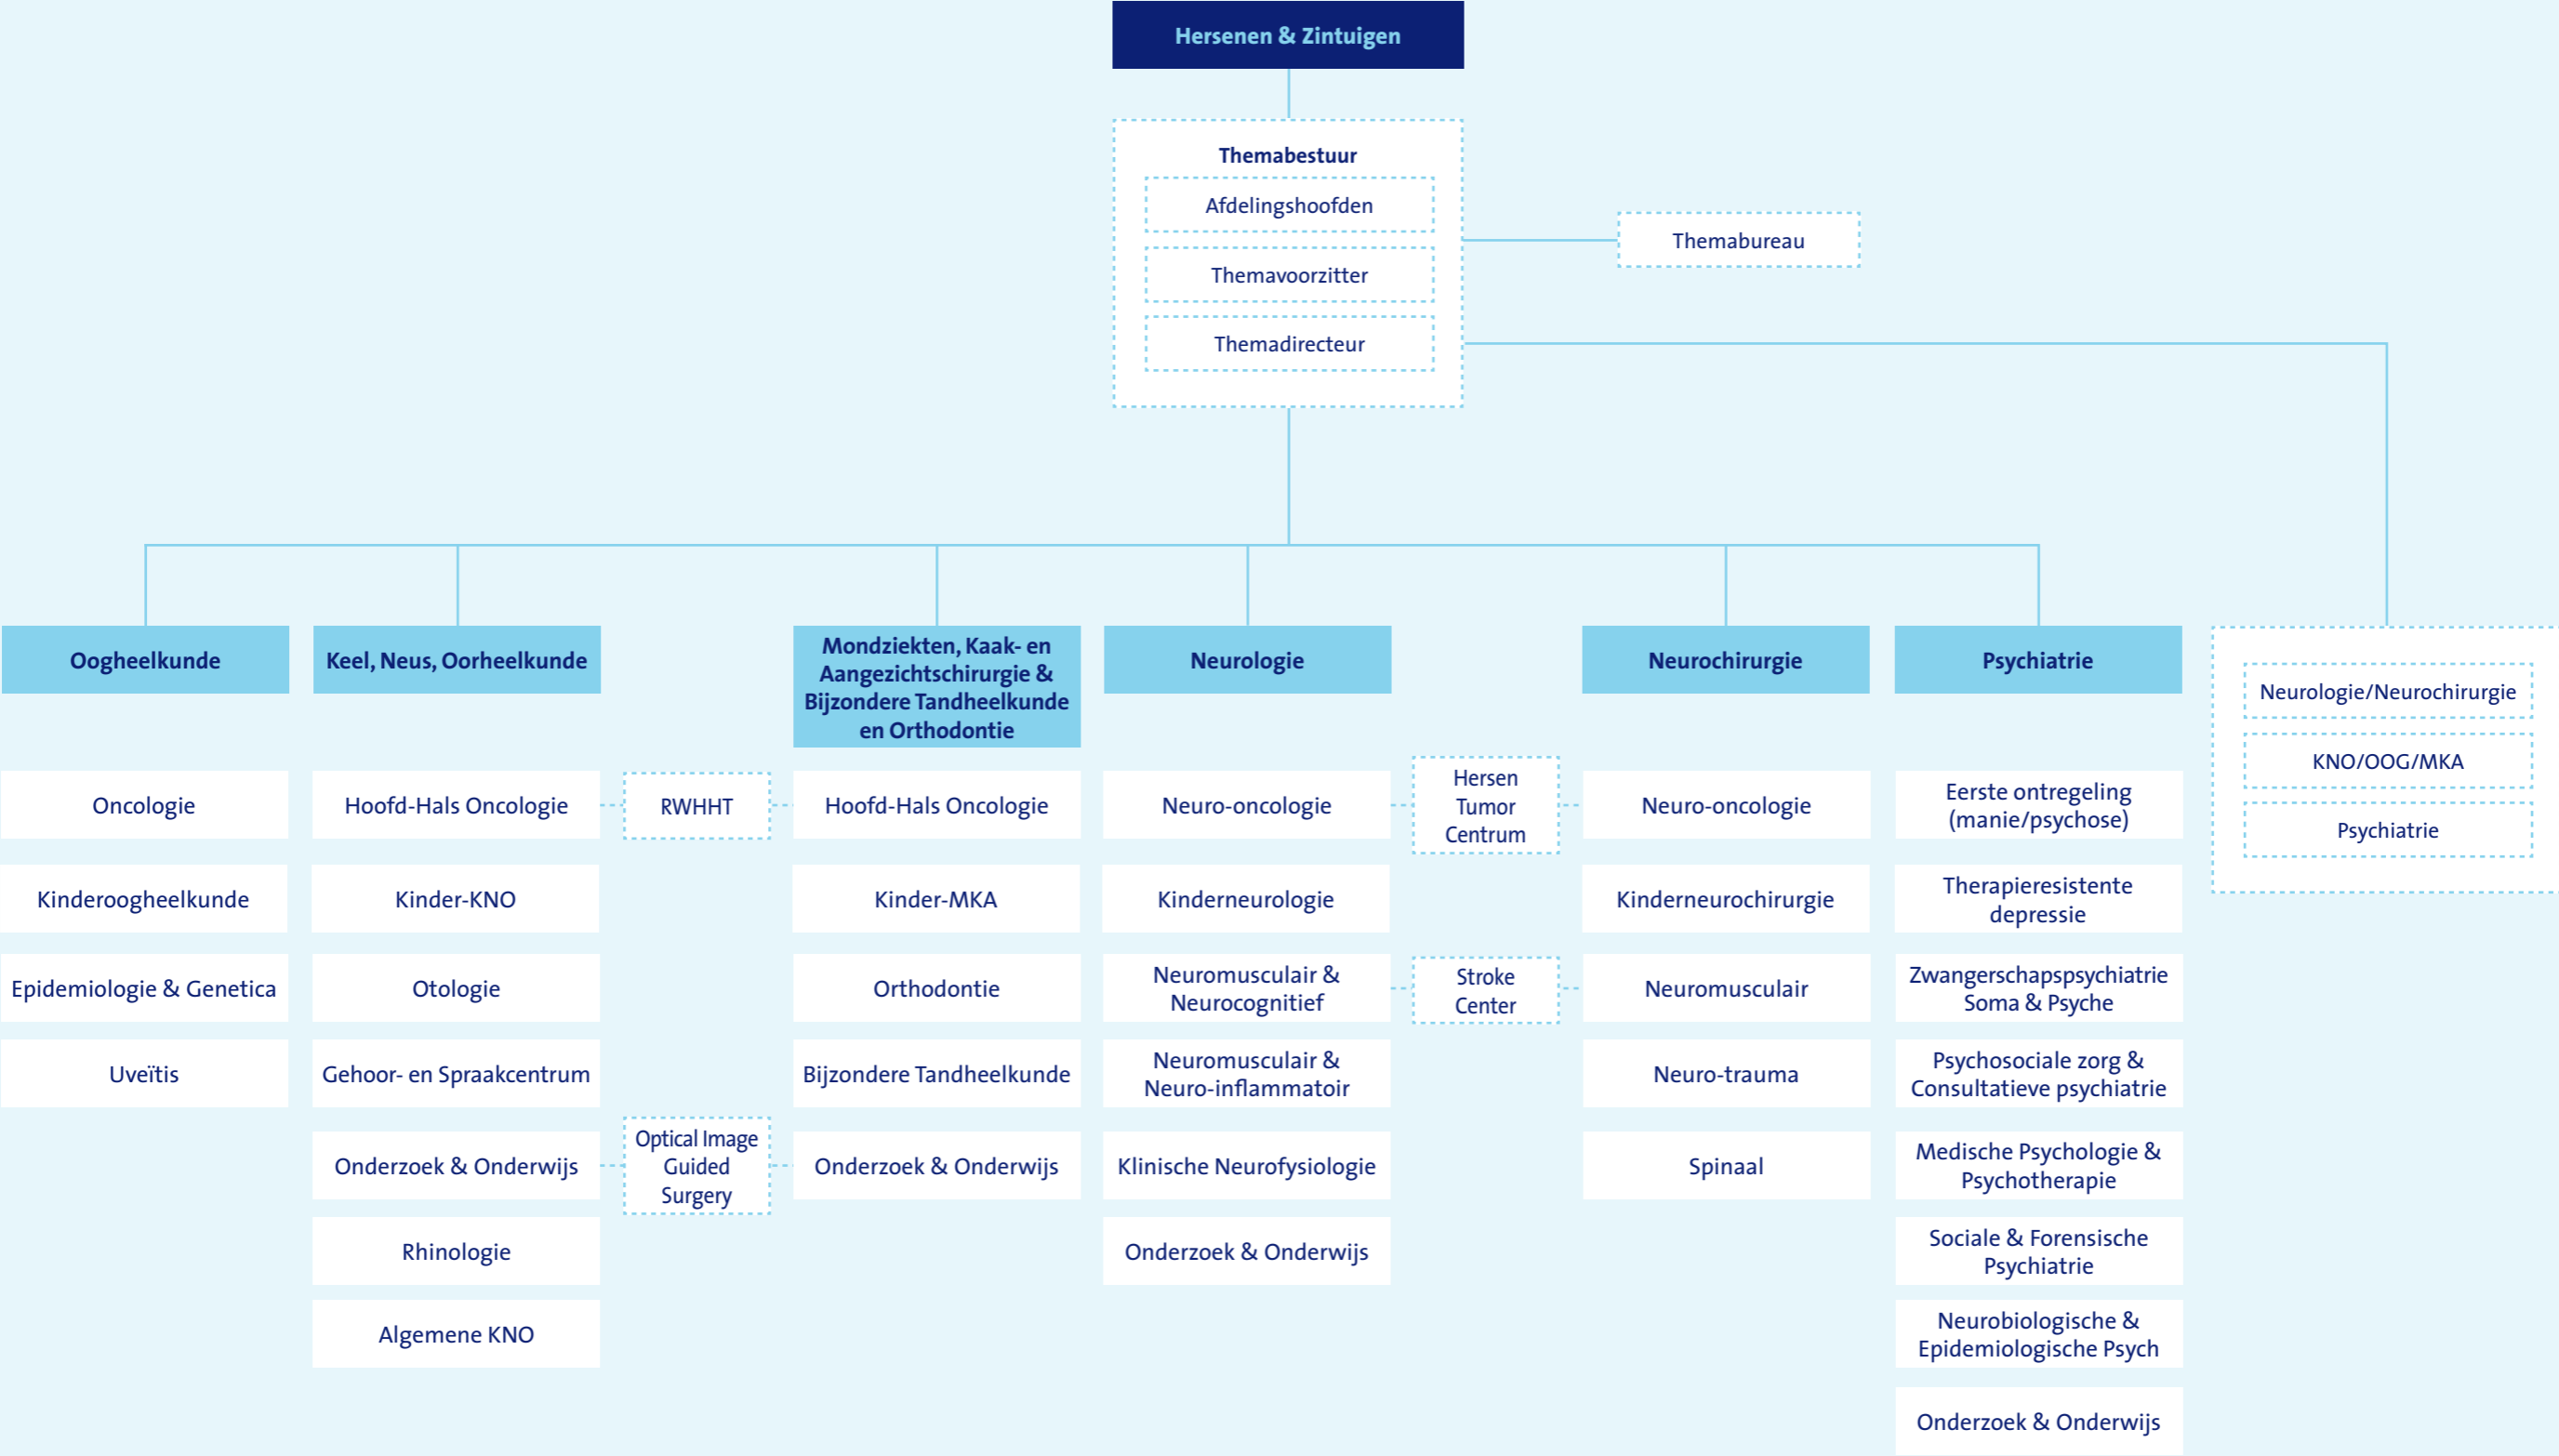 Hersenen & Zintuigen
Themabestuur
Afdelingshoofden
Themavoorzitter
Themadirecteur
Themabureau
Oogheelkunde
Oncologie
Kinderoogheelkunde
Epidemiologie & Genetica
Uveïtis
Keel, Neus, Oorheelkunde
Hoofd-Hals Oncologie
Kinder-KNO
Otologie
Gehoor- en Spraakcentrum
Onderzoek & Onderwijs
Rhinologie
Algemene KNO
RWHHT
Optical Image
Guided
Surgery
Mondziekten, Kaak- en
Aangezichtschirurgie &
Bijzondere Tandheelkunde
en Orthodontie
Hoofd-Hals Oncologie
Kinder-MKA
Orthodontie
Bijzondere Tandheelkunde
Onderzoek & Onderwijs
Neurologie
Neuro-oncologie
Kinderneurologie
Neuromusculair &
Neurocognitief
Neuromusculair &
Neuro-inflammatoir
Klinische Neurofysiologie
Onderzoek & Onderwijs
Hersen
Tumor
Centrum
Stroke
Center
Neurochirurgie
Neuro-oncologie
Kinderneurochirurgie
Neuromusculair
Neuro-trauma
Spinaal
Psychiatrie
Eerste ontregeling
(manie/psychose)
Therapieresistente
depressie
Zwangerschapspsychiatrie
Soma & Psyche
Psychosociale zorg &
Consultatieve psychiatrie
Medische Psychologie &
Psychotherapie
Sociale & Forensische
Psychiatrie
Neurobiologische &
Epidemiologische Psych
Onderzoek & Onderwijs
Neurologie/Neurochirurgie
KNO/OOG/MKA
Psychiatrie